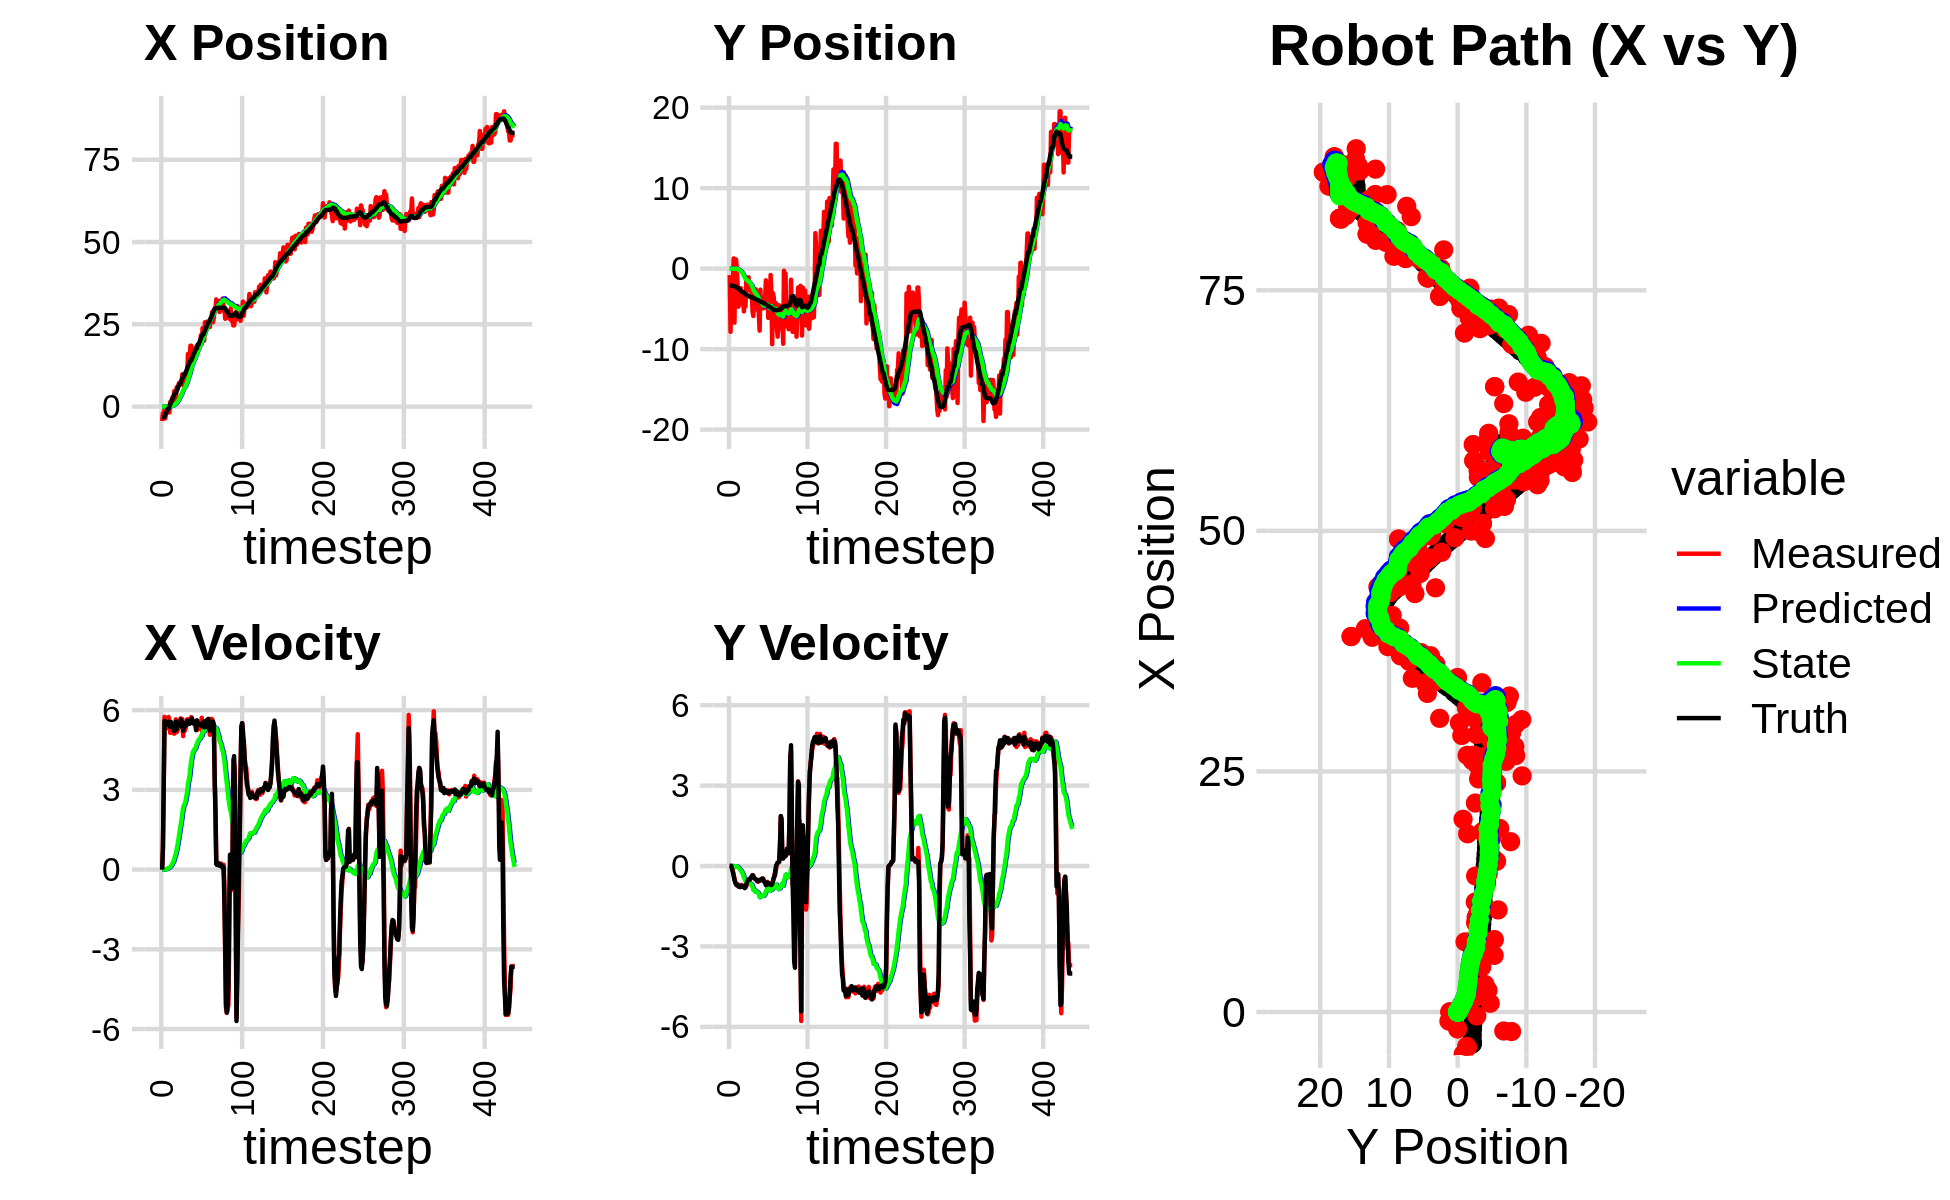 X Position
75
50
25
0
0
100
200
300
400
timestep
Y Position
20
10
0
-10
-20
0
100
200
300
400
timestep
X Velocity
6
3
0
-3
-6
0
100
200
300
400
timestep
Y Velocity
6
3
0
-3
-6
0
100
200
300
400
timestep
Robot Path (X vs Y)
X Position
75
50
25
0
20 10 0 -10 -20
Y Position
variable
Measured
Predicted
State
Truth